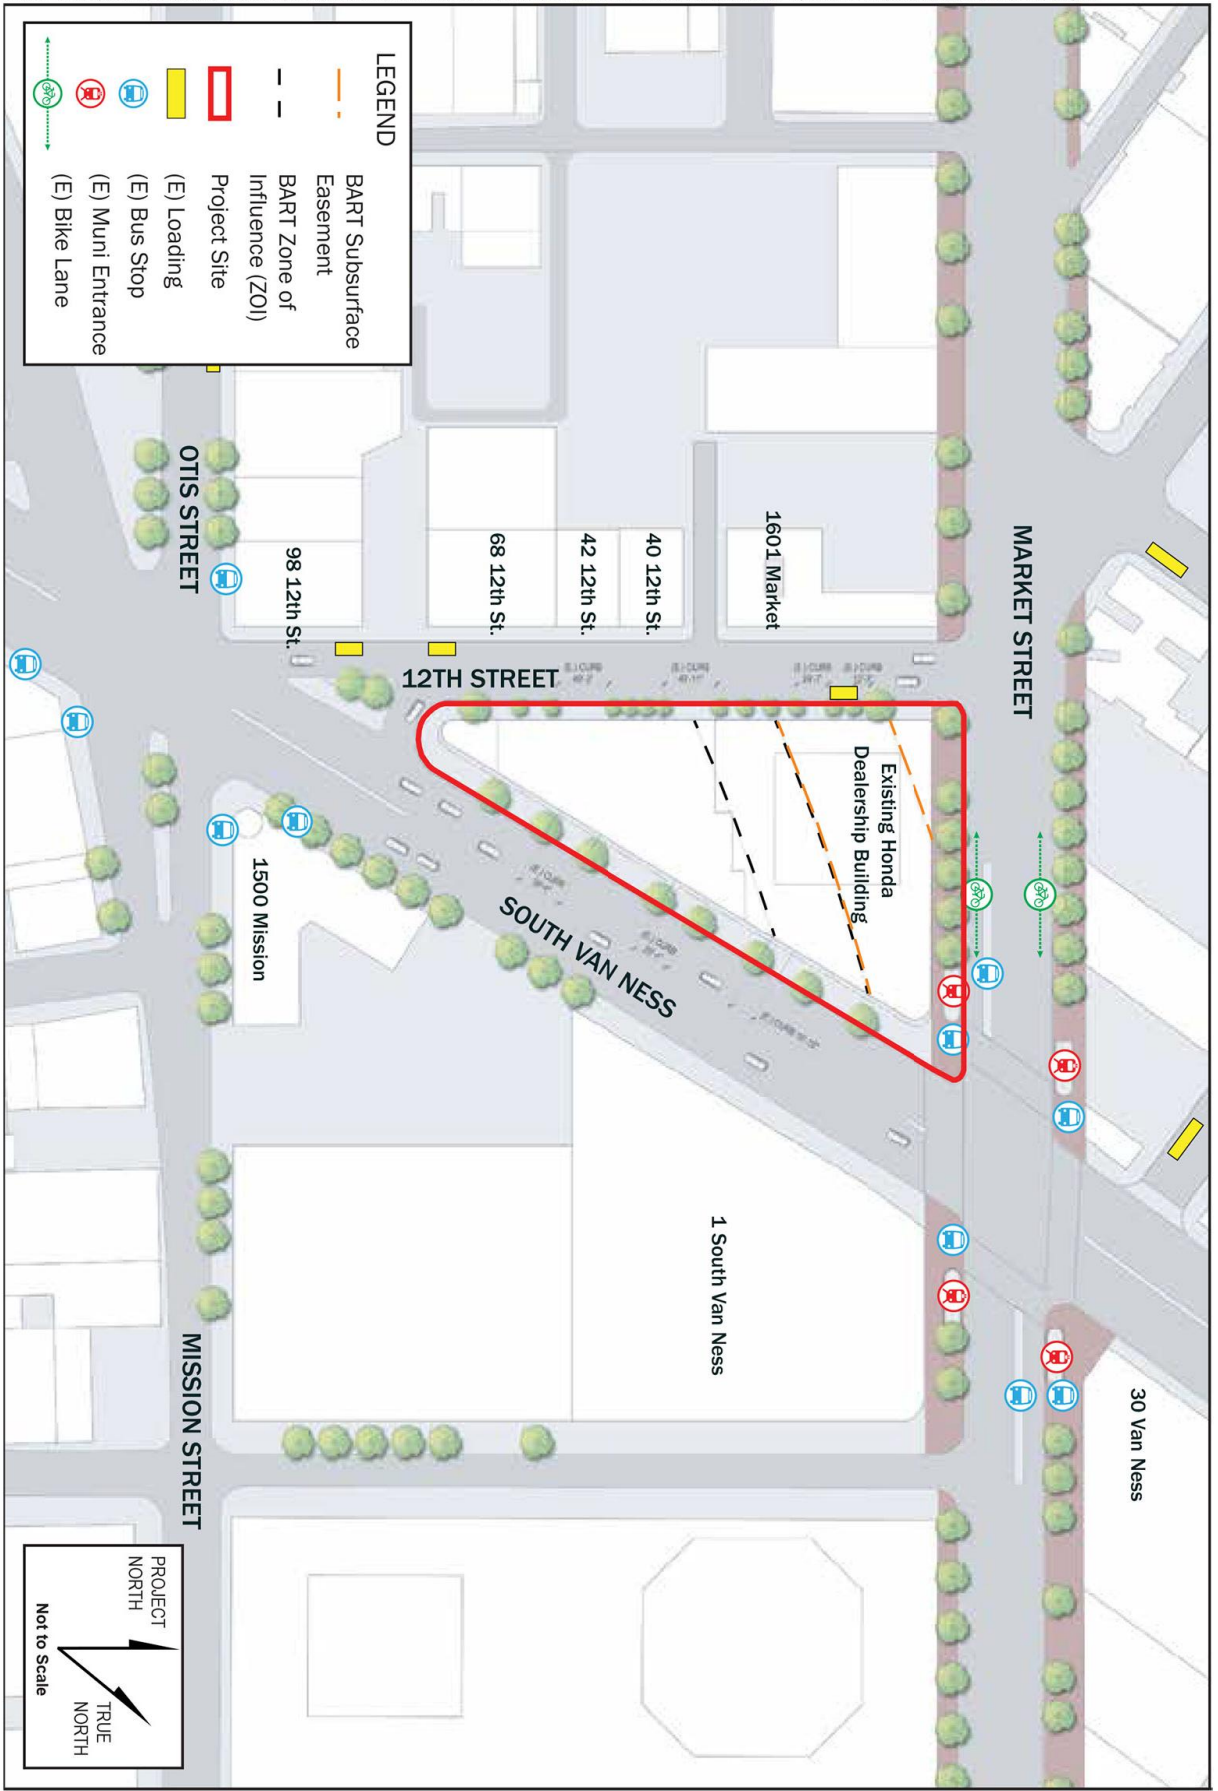 LEGEND
BART Subsurface
Easement
BART Zone of
Influence (ZOI)
Project Site
(E) Loading
(E) Bus Stop
(E) Muni Entrance
(E) Bike Lane
MARKET STREET
30 Van Ness
1601 Market
40 12th St.
42 12th St.
68 12th St.
98 12th St.
OTIS STREET
12TH STREET
Existing Honda
Dealership Building
SOUTH VAN NESS
1 South Van Ness
1500 Mission
MISSION STREET
PROJECT
NORTH
TRUE
NORTH
Not to Scale